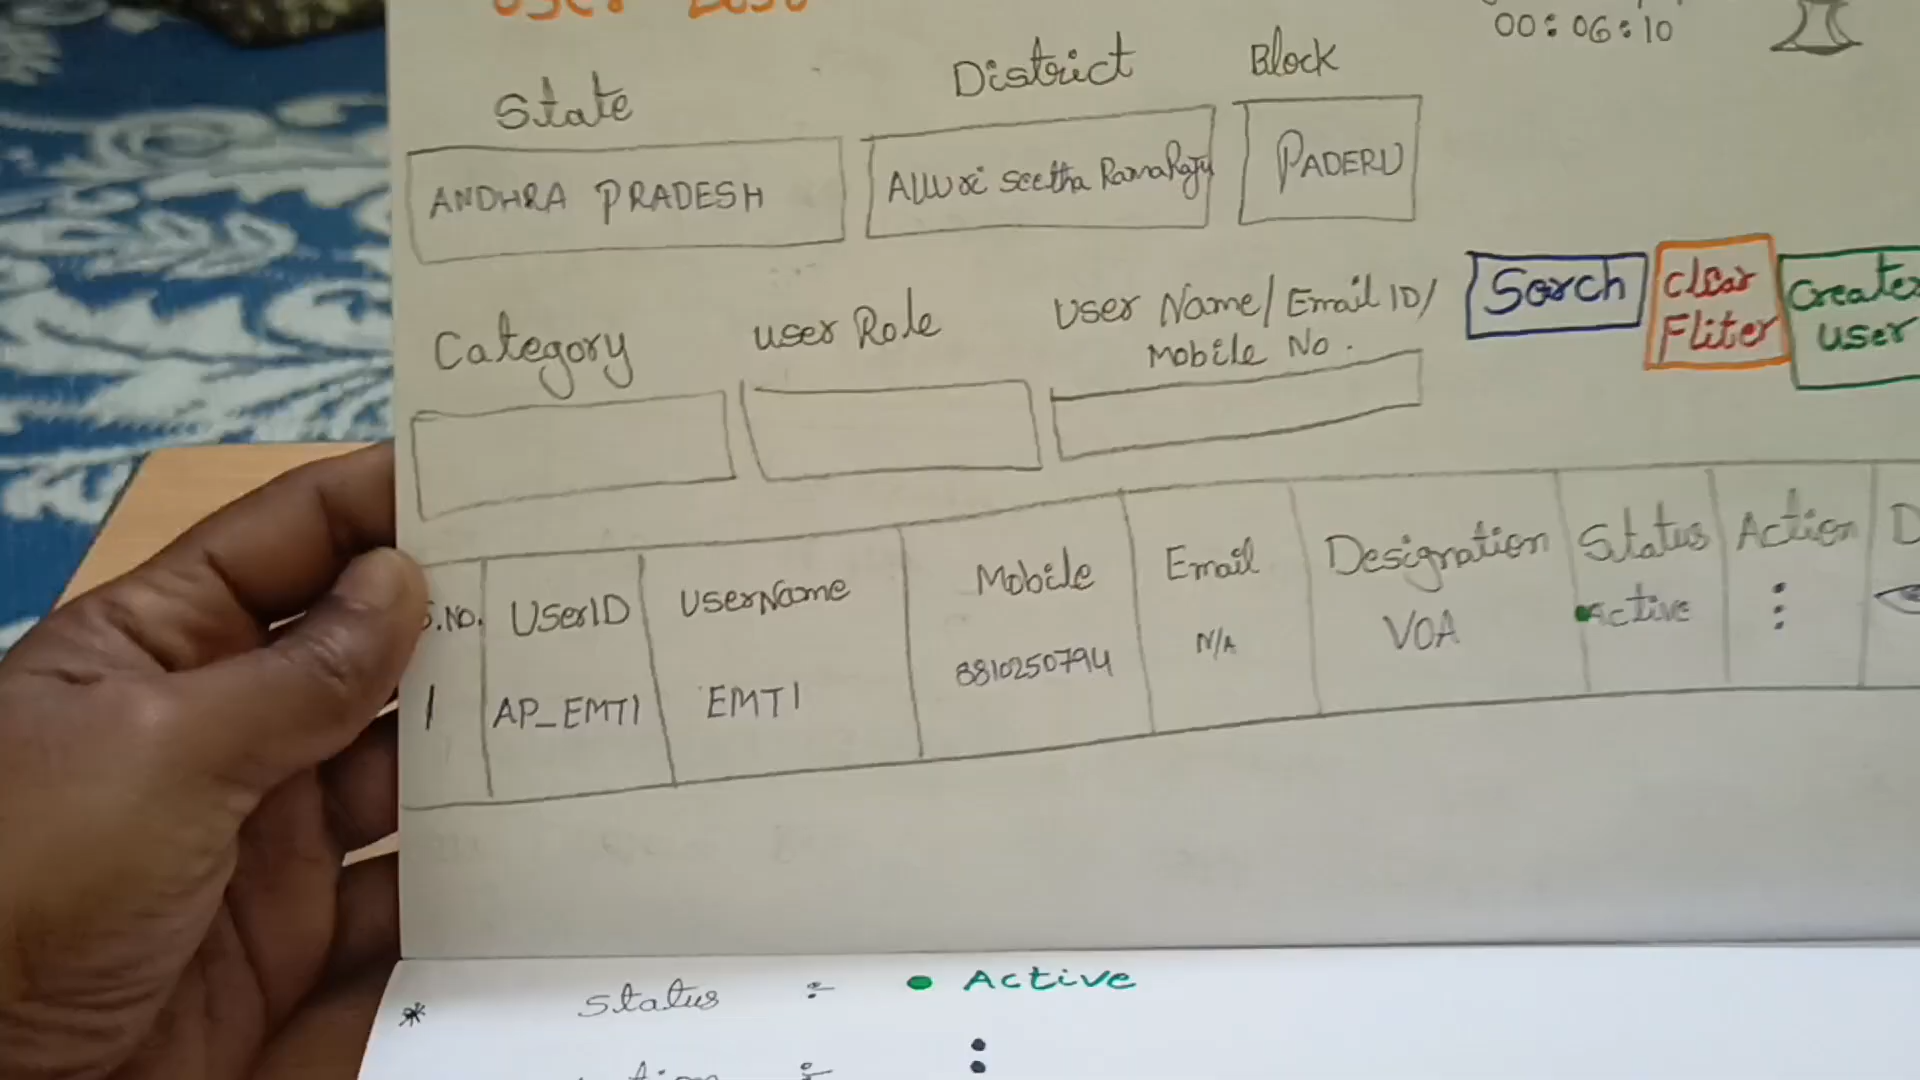 00:06:10
State District Block
ANDHRA PRADESH Alluri Seetha RamaRaju PADERU
Category User Role User Name/Email ID/
Mobile No.
Serch Clear
Fliter Create
User
S.No. UserID UserName Mobile Email Designation Status Action
1 AP_EMT1 EMT1 8810250794 N/A VOA Active ⋮
* Status : • Active
⋮